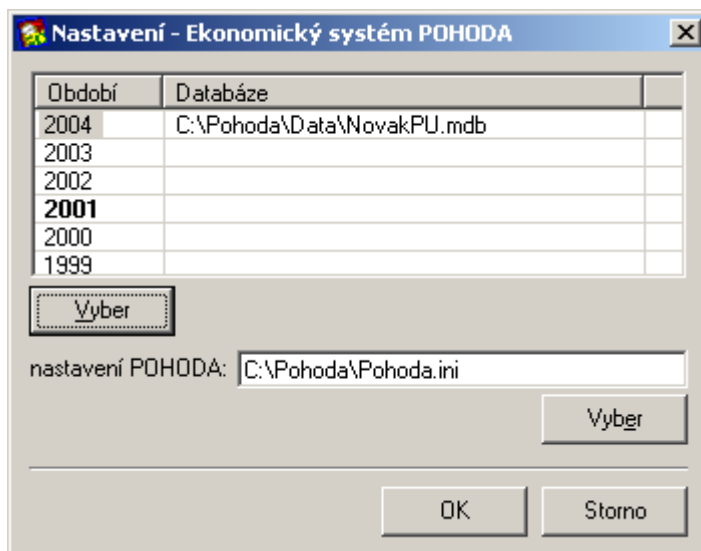 Nastavení - Ekonomický systém POHODA
Období Databáze
2004 C:\Pohoda\Data\NovakPU.mdb
2003
2002
2001
2000
1999
Vyber
nastavení POHODA: C:\Pohoda\Pohoda.ini
Vyber
OK Storno